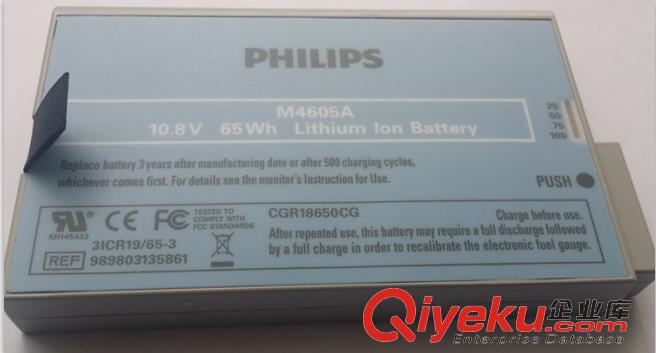 PHILIPS
M4605A
10.8V 65Wh Lithium Ion Battery
25
50
75
100
Replace battery 3 years after manufacturing date or after 500 charging cycles,
whichever comes first. For details see the monitor's Instruction for Use.
PUSH
MH45433
CE
FC
TESTED TO
COMPLY WITH
FCC STANDARDS
3ICR19/65-3
REF 989803135861
CGR18650CG
Charge before use.
After repeated use, this battery may require a full discharge followed
by a full charge in order to recalibrate the electronic fuel gauge.
Qiyeku.com 企业库
Enterprise Database